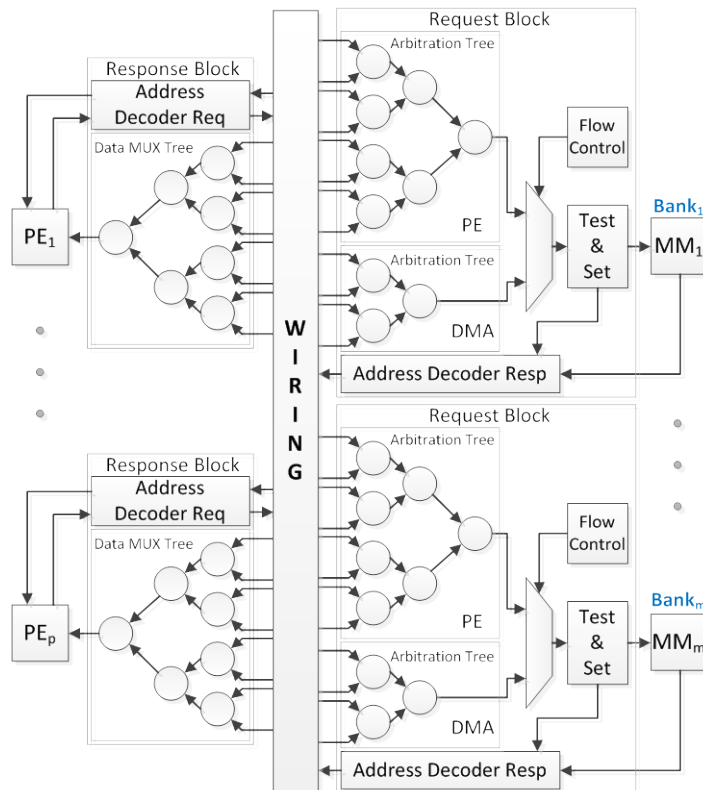 Request Block
Arbitration Tree
Response Block
Address
Decoder Req
Data MUX Tree
PE1
Flow
Control
PE
Test
&
Set
Bank1
MM1
Arbitration Tree
DMA
Address Decoder Resp
WIRING
Request Block
Arbitration Tree
Response Block
Address
Decoder Req
Data MUX Tree
PEp
Flow
Control
PE
Test
&
Set
Bankm
MMm
Arbitration Tree
DMA
Address Decoder Resp